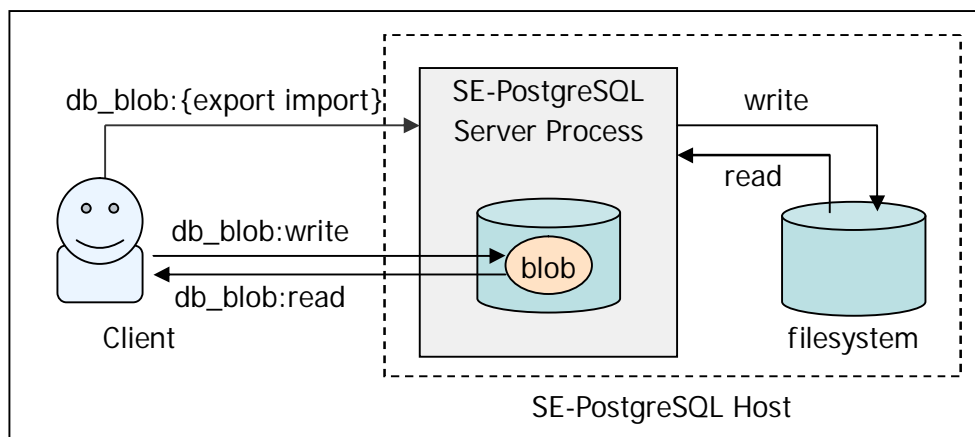 db_blob:{export import}
SE-PostgreSQL
Server Process
write
read
db_blob:write
blob
db_blob:read
Client
filesystem
SE-PostgreSQL Host